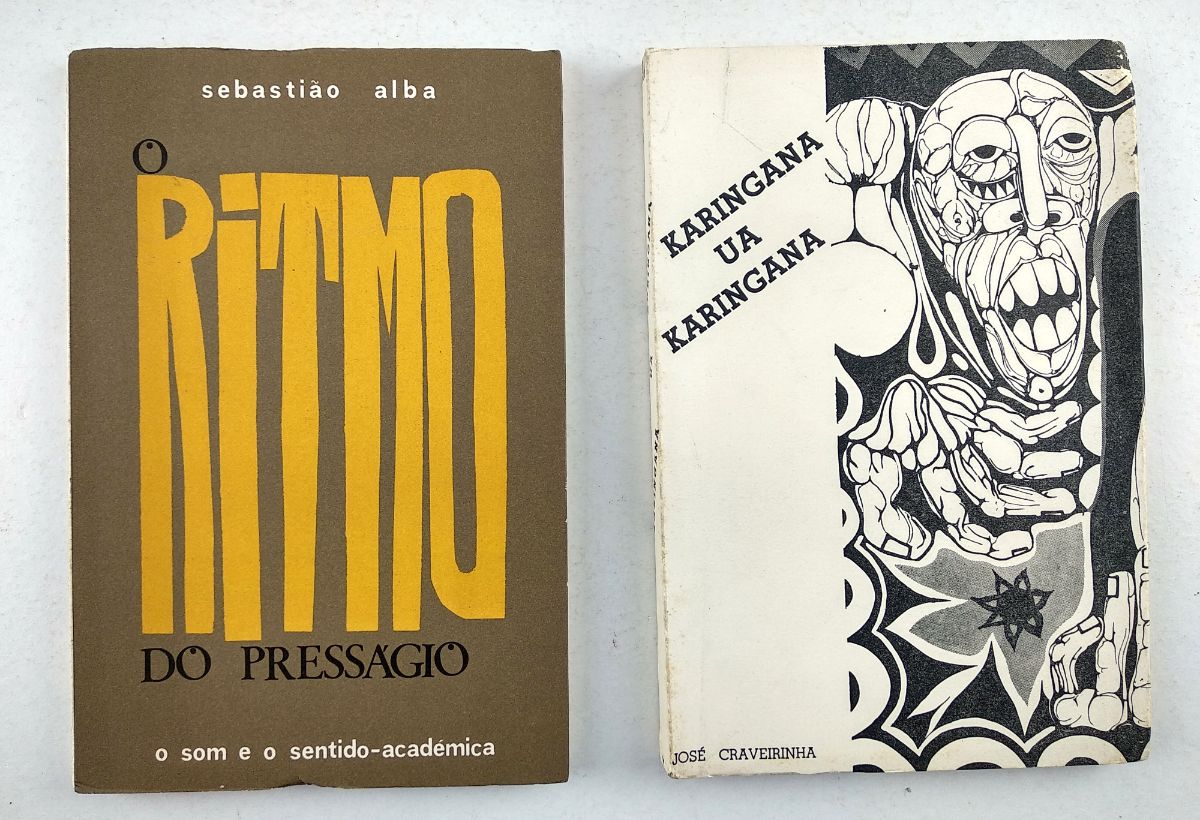 sebastião alba
O
RiTMO
DO PRESSÁGIO
o som e o sentido-académica
KARINGANA
UA
KARINGANA
JOSÉ CRAVEIRINHA